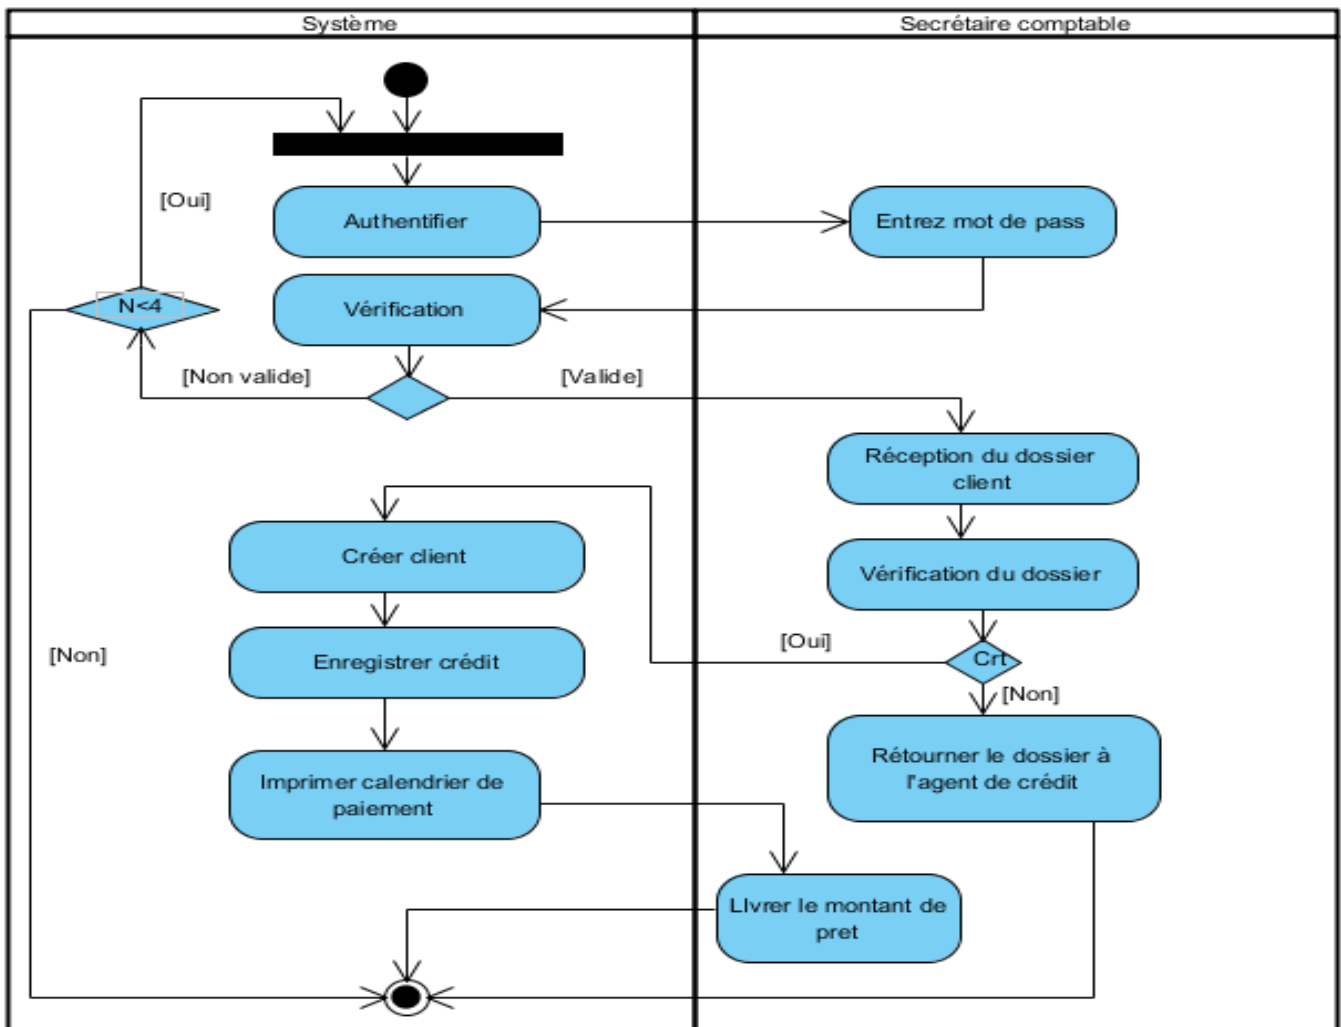 Système
Secrétaire comptable
[Oui]
Authentifier
Entrez mot de pass
N<4
Vérification
[Non valide]
[Valide]
Réception du dossier
client
Créer client
Vérification du dossier
[Non]
Enregistrer crédit
[Oui]
Crt
[Non]
Imprimer calendrier de
paiement
Rétourner le dossier à
l'agent de crédit
LIvrer le montant de
pret